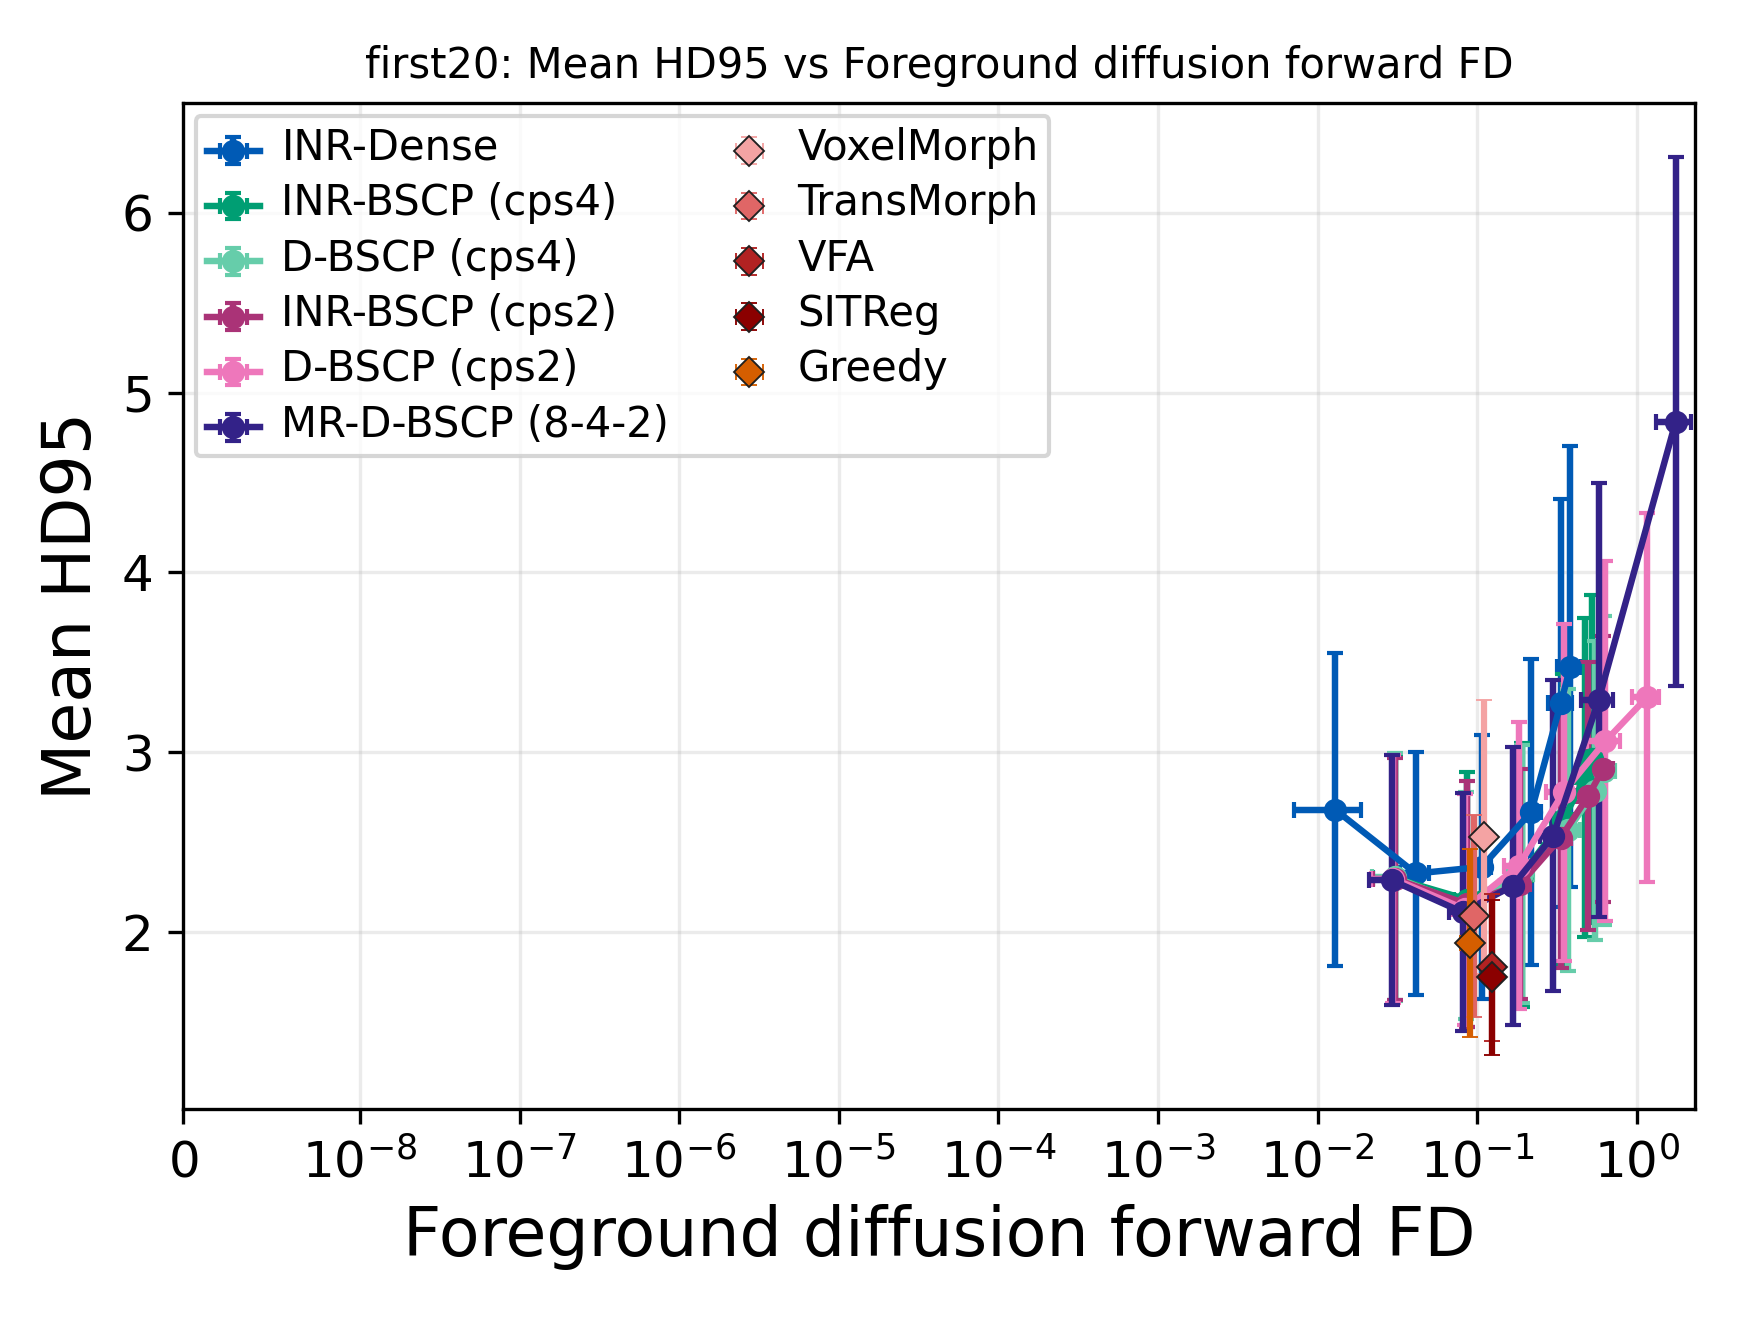 first20: Mean HD95 vs Foreground diffusion forward FD
INR-Dense
INR-BSCP (cps4)
D-BSCP (cps4)
INR-BSCP (cps2)
D-BSCP (cps2)
MR-D-BSCP (8-4-2)
VoxelMorph
TransMorph
VFA
SITReg
Greedy
Mean HD95
6
5
4
3
2
0 10⁻⁸ 10⁻⁷ 10⁻⁶ 10⁻⁵ 10⁻⁴ 10⁻³ 10⁻² 10⁻¹ 10⁰
Foreground diffusion forward FD